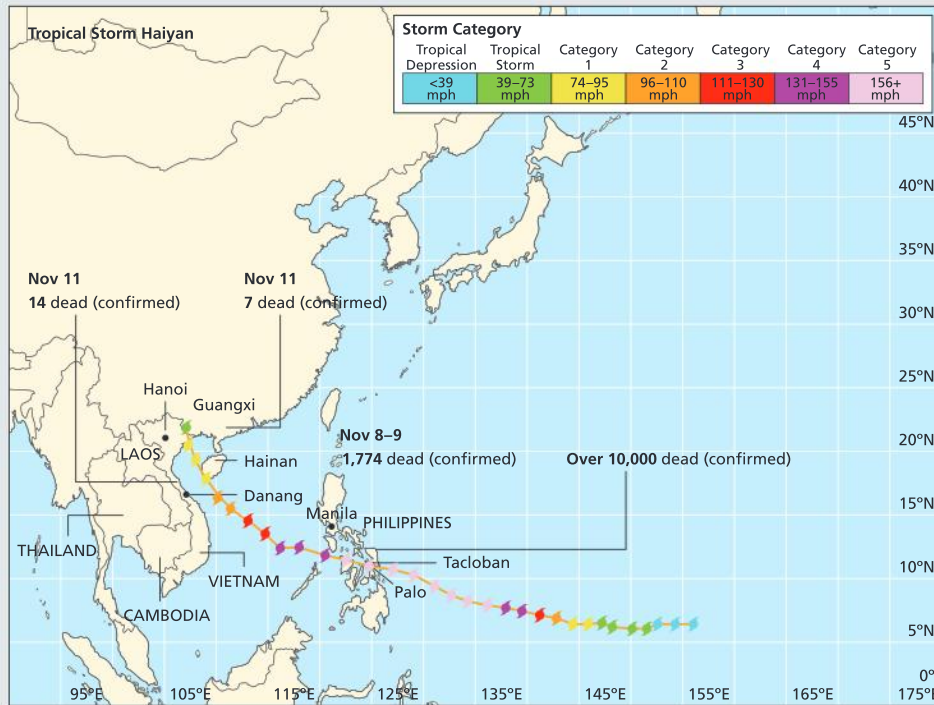 Tropical Storm Haiyan
Storm Category
Tropical Depression
<39 mph
Tropical Storm
39–73 mph
Category 1
74–95 mph
Category 2
96–110 mph
Category 3
111–130 mph
Category 4
131–155 mph
Category 5
156+ mph
45°N
40°N
35°N
30°N
25°N
20°N
15°N
10°N
5°N
0°
Nov 11
14 dead (confirmed)
Nov 11
7 dead (confirmed)
Hanoi
Guangxi
LAOS
Hainan
Nov 8–9
1,774 dead (confirmed)
Over 10,000 dead (confirmed)
Danang
Manila
PHILIPPINES
THAILAND
VIETNAM
Tacloban
Palo
CAMBODIA
95°E
105°E
115°E
125°E
135°E
145°E
155°E
165°E
175°E